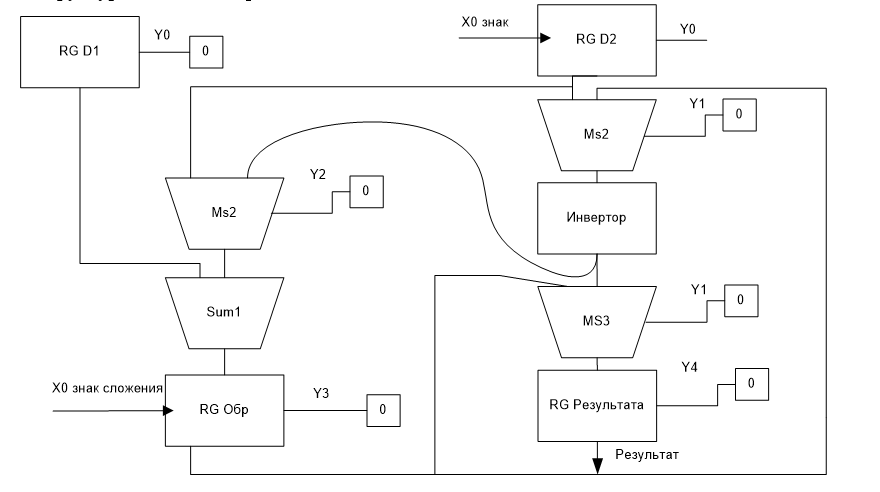 X0 знак
RG D1
Y0
0
RG D2
Y0
Ms2
Y1
0
Ms2
Y2
0
Инвертор
Sum1
MS3
Y1
0
X0 знак сложения
RG Обр
Y3
0
RG Результата
Y4
0
Результат